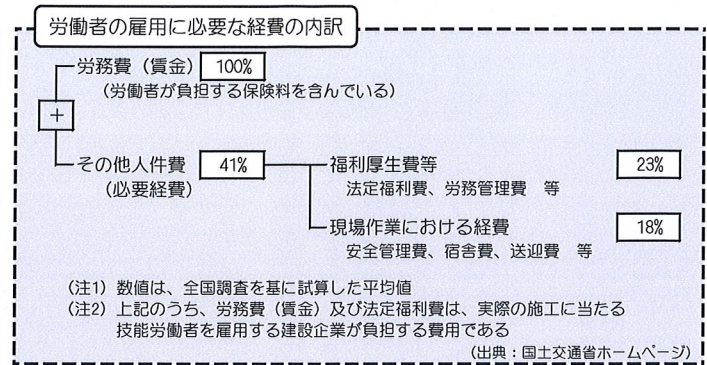 労働者の雇用に必要な経費の内訳
労務費（賃金） 100%
（労働者が負担する保険料を含んでいる）
＋
その他人件費 41% 福利厚生費等 23%
（必要経費） 法定福利費、労務管理費　等
現場作業における経費 18%
安全管理費、宿舎費、送迎費　等
（注1）数値は、全国調査を基に試算した平均値
（注2）上記のうち、労務費（賃金）及び法定福利費は、実際の施工に当たる
技能労働者を雇用する建設企業が負担する費用である
（出典：国土交通省ホームページ）